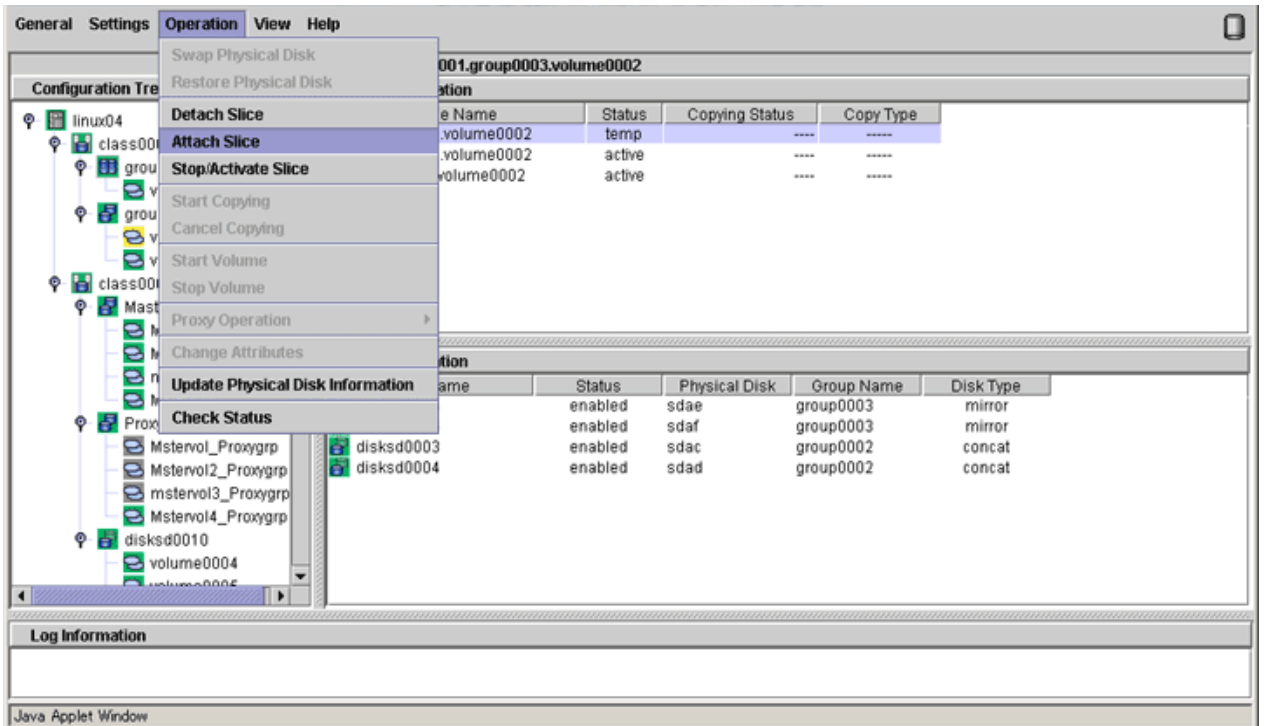 General Settings Operation View Help
001.group0003.volume0002
Configuration Tre
linux04
class00
grou
v
grou
v
v
class00
Mast
M
M
n
M
Proxy
Mstervol_Proxygrp
Mstervol2_Proxygrp
mstervol3_Proxygrp
Mstervol4_Proxygrp
disksd0010
volume0004
volume0005
Swap Physical Disk
Restore Physical Disk
Detach Slice
Attach Slice
Stop/Activate Slice
Start Copying
Cancel Copying
Start Volume
Stop Volume
Proxy Operation
Change Attributes
Update Physical Disk Information
Check Status
ation
e Name Status Copying Status Copy Type
.volume0002 temp ---- -----
.volume0002 active ---- -----
volume0002 active ---- -----
ation
ame Status Physical Disk Group Name Disk Type
enabled sdae group0003 mirror
enabled sdaf group0003 mirror
disksd0003 enabled sdac group0002 concat
disksd0004 enabled sdad group0002 concat
Log Information
Java Applet Window